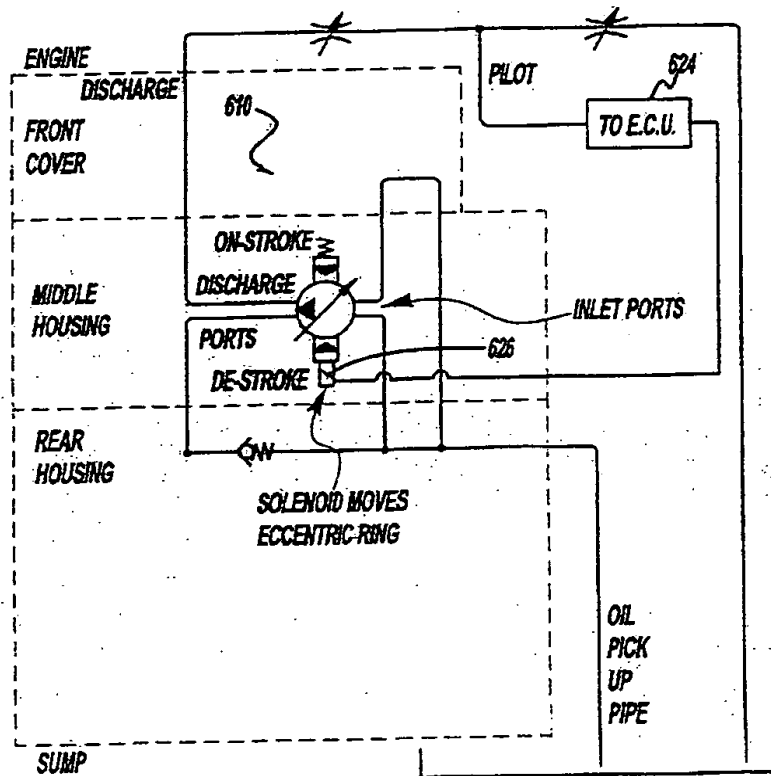 ENGINE
DISCHARGE
FRONT
COVER
610
PILOT
624
TO E.C.U.
MIDDLE
HOUSING
ON-STROKE
DISCHARGE
PORTS
INLET PORTS
626
DE-STROKE
REAR
HOUSING
SOLENOID MOVES
ECCENTRIC RING
OIL
PICK
UP
PIPE
SUMP